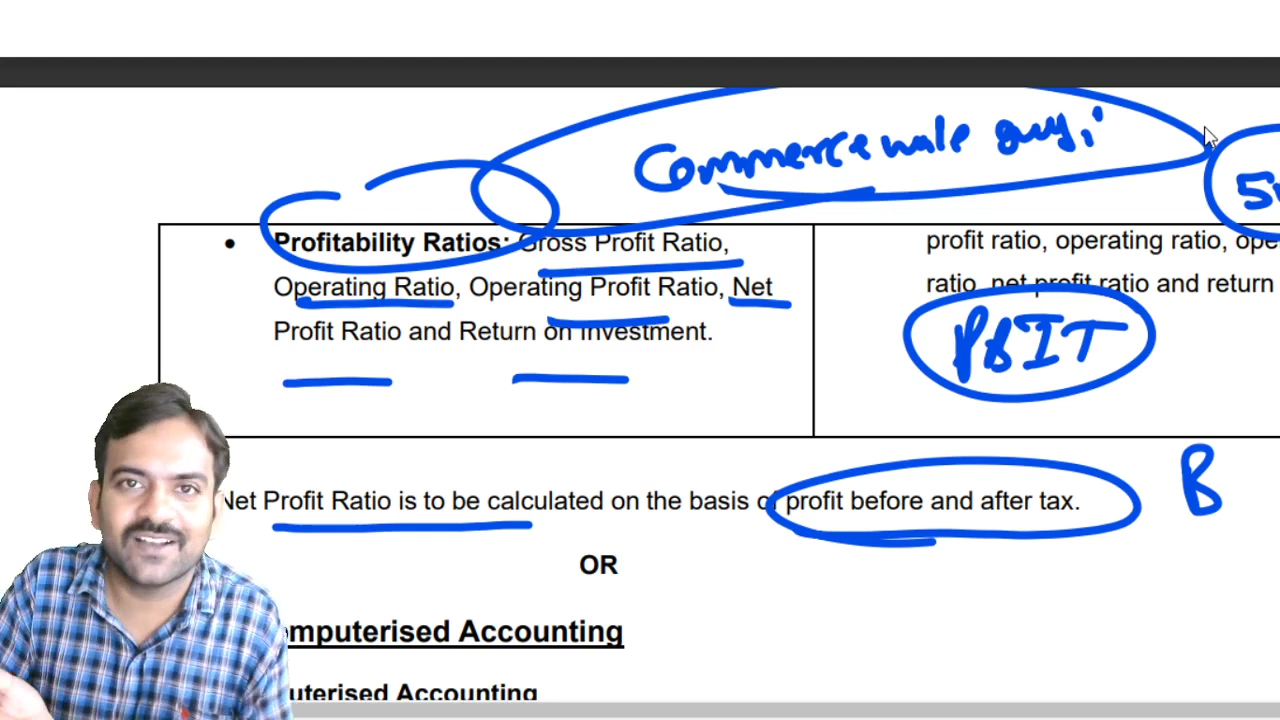 Commerce wale guy;
5
• Profitability Ratios: Gross Profit Ratio,
Operating Ratio, Operating Profit Ratio, Net
Profit Ratio and Return on Investment.
profit ratio, operating ratio, ope
ratio, net profit ratio and return
PBIT
Net Profit Ratio is to be calculated on the basis of profit before and after tax.
B
OR
omputerised Accounting
uterised Accounting